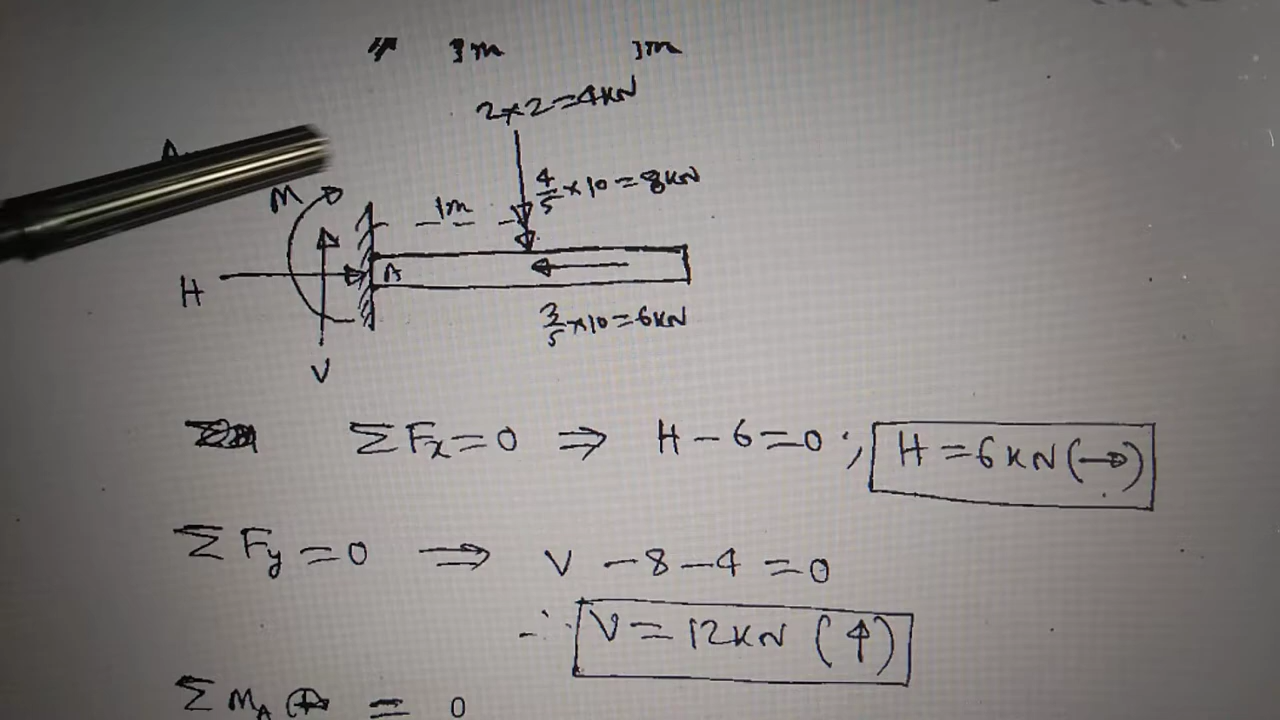 3m 3m
2×2=4KN
4/5×10=8KN
M
1m
H
A
3/5×10=6KN
V
ΣFx=0 ⇒ H-6=0; H=6KN(→)
ΣFy=0 ⇒ V-8-4=0
∴ V=12KN (↑)
ΣMA = 0